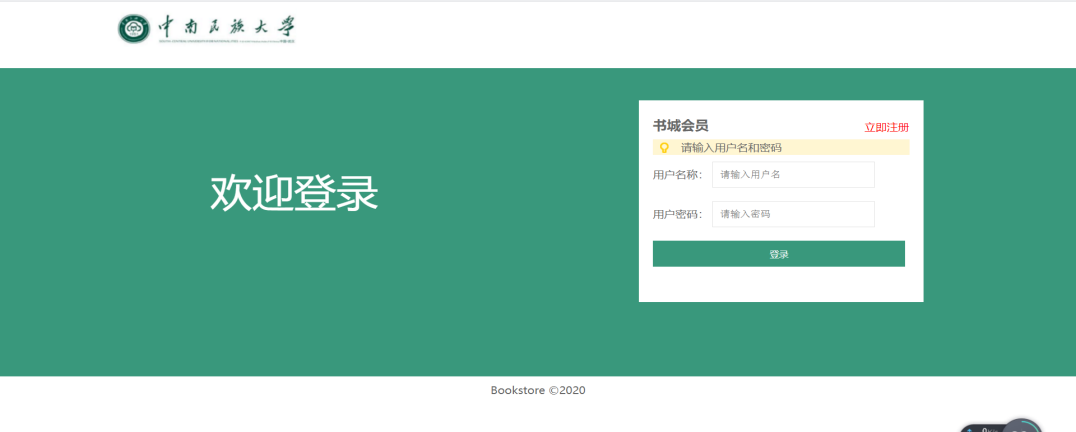 中南民族大学
书城会员
立即注册
请输入用户名和密码
用户名称：
请输入用户名
欢迎登录
用户密码：
请输入密码
登录
Bookstore ©2020